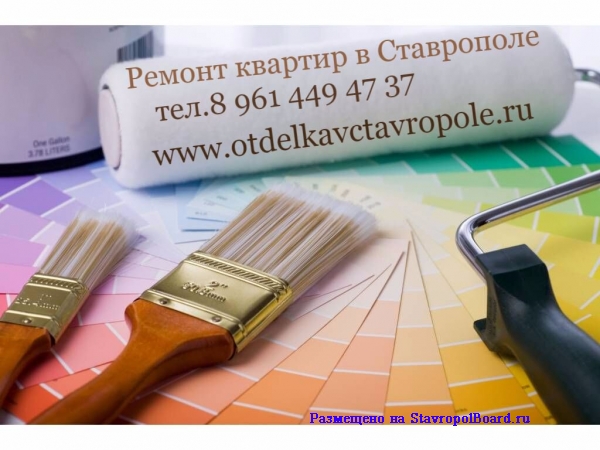 Ремонт квартир в Ставрополе
тел.8 961 449 47 37
www.otdelkavctavropole.ru
One Gallon
3.78 LITERS
2"
Размещено на StavropolBoard.ru